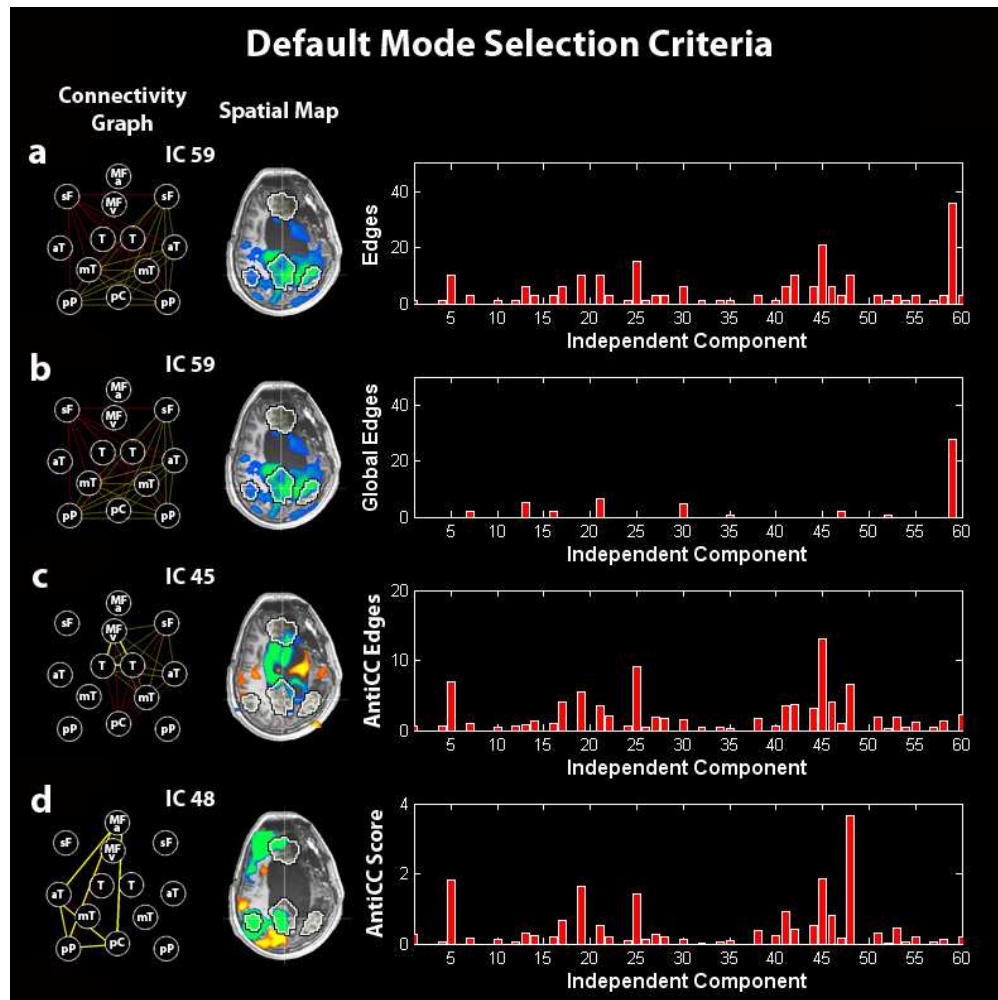 Default Mode Selection Criteria
Connectivity
Graph
Spatial Map
a
IC 59
MF
a
sF
MF
v
sF
aT
T
T
aT
mT
mT
pP
pC
pP
Edges
40
20
0
5 10 15 20 25 30 35 40 45 50 55 60
Independent Component
b
IC 59
MF
a
sF
MF
v
sF
aT
T
T
aT
mT
mT
pP
pC
pP
Global Edges
40
20
0
5 10 15 20 25 30 35 40 45 50 55 60
Independent Component
c
IC 45
MF
a
sF
MF
v
sF
aT
T
T
aT
mT
mT
pP
pC
pP
AntiCC Edges
20
10
0
5 10 15 20 25 30 35 40 45 50 55 60
Independent Component
d
IC 48
MF
a
sF
MF
v
sF
aT
T
T
aT
mT
mT
pP
pC
pP
AntiCC Score
4
2
0
5 10 15 20 25 30 35 40 45 50 55 60
Independent Component